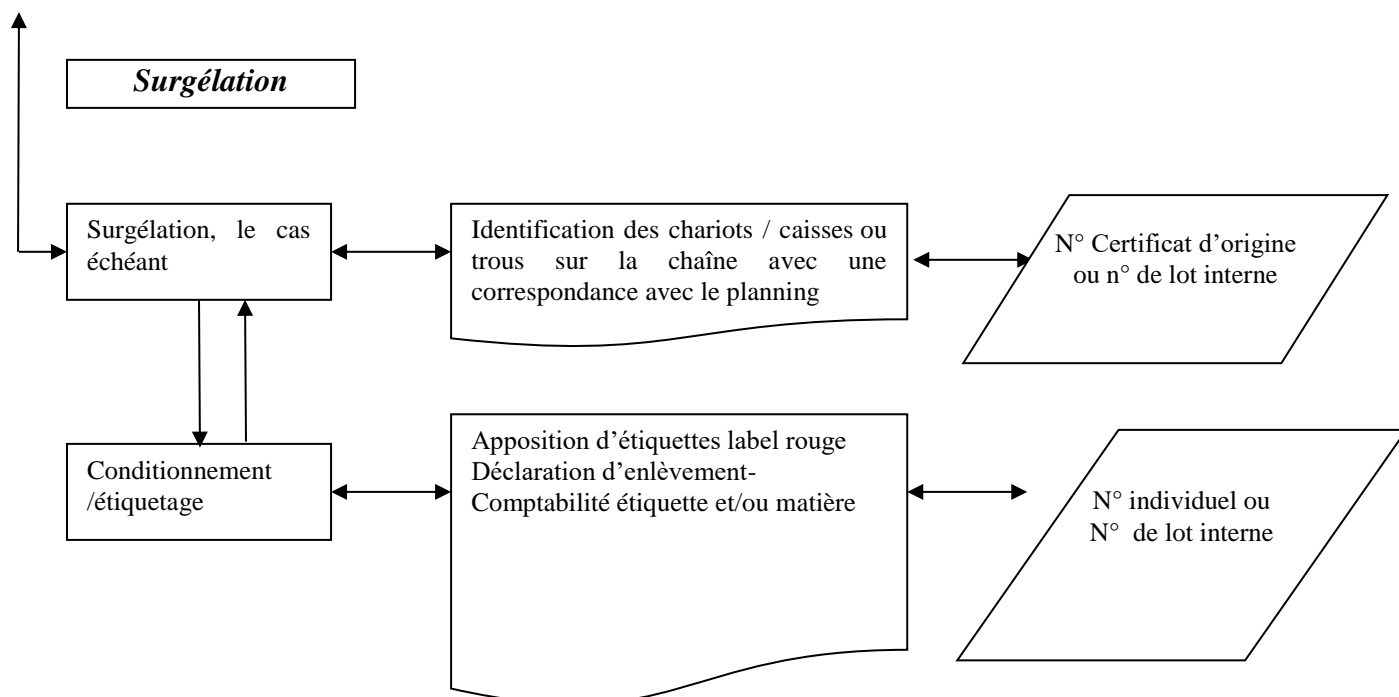 Surgélation
Surgélation, le cas
échéant
Identification des chariots / caisses ou
trous sur la chaîne avec une
correspondance avec le planning
N° Certificat d’origine
ou n° de lot interne
Conditionnement
/étiquetage
Apposition d’étiquettes label rouge
Déclaration d’enlèvement-
Comptabilité étiquette et/ou matière
N° individuel ou
N° de lot interne